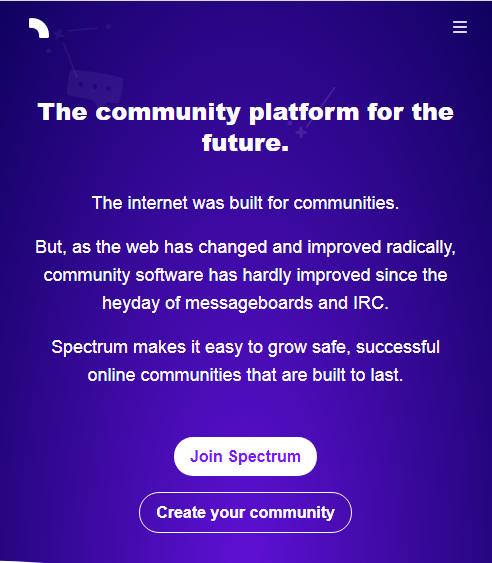 The community platform for the
future.
The internet was built for communities.
But, as the web has changed and improved radically,
community software has hardly improved since the
heyday of messageboards and IRC.
Spectrum makes it easy to grow safe, successful
online communities that are built to last.
Join Spectrum
Create your community